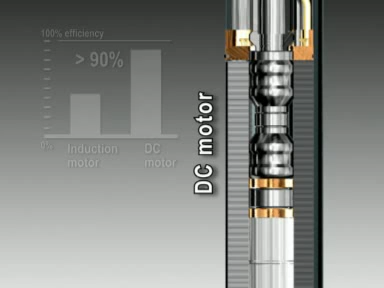 100% efficiency
> 90%
0%
Induction
motor
DC
motor
DC motor